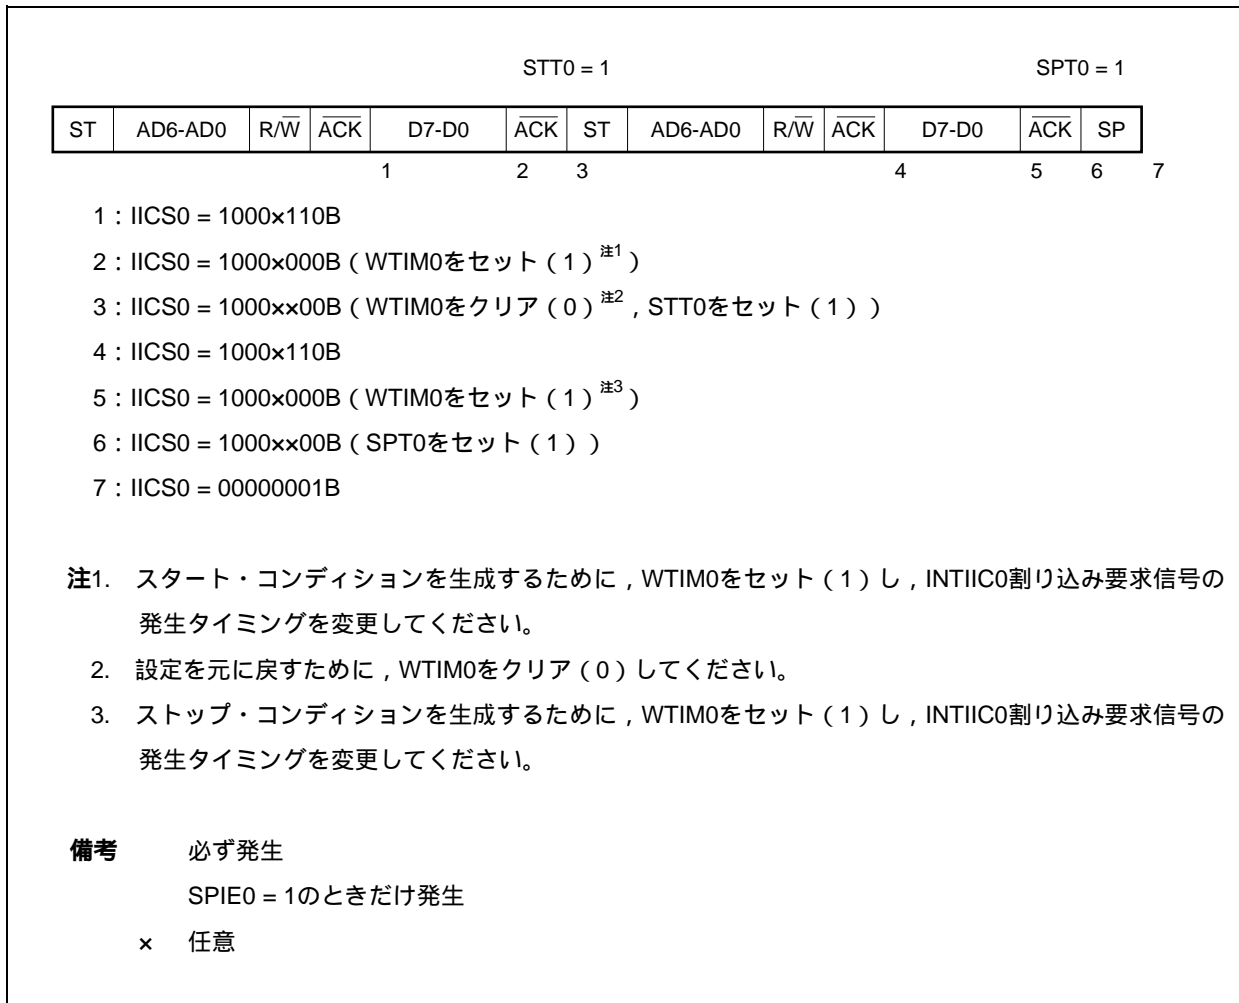 STT0 = 1 SPT0 = 1
ST AD6-AD0 R/W̅ A̅C̅K̅ D7-D0 A̅C̅K̅ ST AD6-AD0 R/W̅ A̅C̅K̅ D7-D0 A̅C̅K̅ SP
1 2 3 4 5 6 7
1：IICS0 = 1000×110B
2：IICS0 = 1000×000B（WTIM0をセット（1）注1）
3：IICS0 = 1000××00B（WTIM0をクリア（0）注2，STT0をセット（1））
4：IICS0 = 1000×110B
5：IICS0 = 1000×000B（WTIM0をセット（1）注3）
6：IICS0 = 1000××00B（SPT0をセット（1））
7：IICS0 = 00000001B
注1. スタート・コンディションを生成するために，WTIM0をセット（1）し，INTIIC0割り込み要求信号の
発生タイミングを変更してください。
2. 設定を元に戻すために，WTIM0をクリア（0）してください。
3. ストップ・コンディションを生成するために，WTIM0をセット（1）し，INTIIC0割り込み要求信号の
発生タイミングを変更してください。
備考 必ず発生
SPIE0 = 1のときだけ発生
× 任意